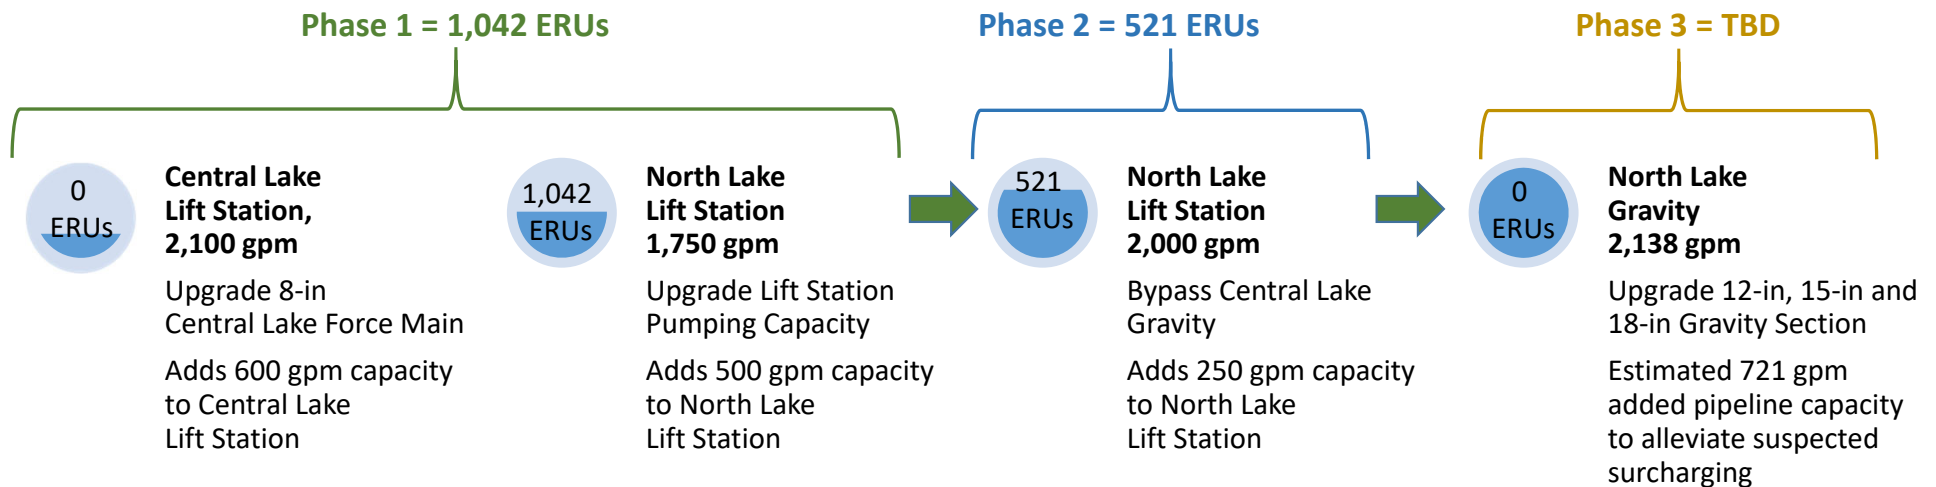 Phase 1 = 1,042 ERUs
0
ERUs
Central Lake
Lift Station,
2,100 gpm
Upgrade 8-in
Central Lake Force Main
Adds 600 gpm capacity
to Central Lake
Lift Station
1,042
ERUs
North Lake
Lift Station
1,750 gpm
Upgrade Lift Station
Pumping Capacity
Adds 500 gpm capacity
to North Lake
Lift Station
Phase 2 = 521 ERUs
521
ERUs
North Lake
Lift Station
2,000 gpm
Bypass Central Lake
Gravity
Adds 250 gpm capacity
to North Lake
Lift Station
Phase 3 = TBD
0
ERUs
North Lake
Gravity
2,138 gpm
Upgrade 12-in, 15-in and
18-in Gravity Section
Estimated 721 gpm
added pipeline capacity
to alleviate suspected
surcharging